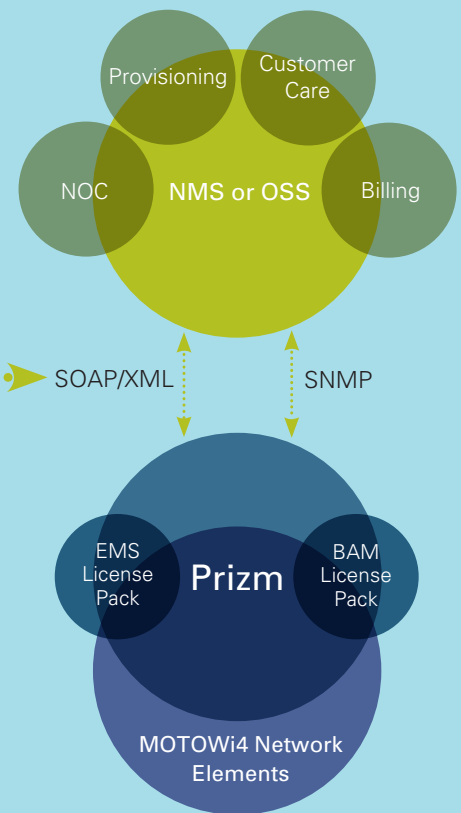 Provisioning
Customer
Care
NOC
NMS or OSS
Billing
SOAP/XML
SNMP
EMS
License
Pack
Prizm
BAM
License
Pack
MOTOWi4 Network
Elements